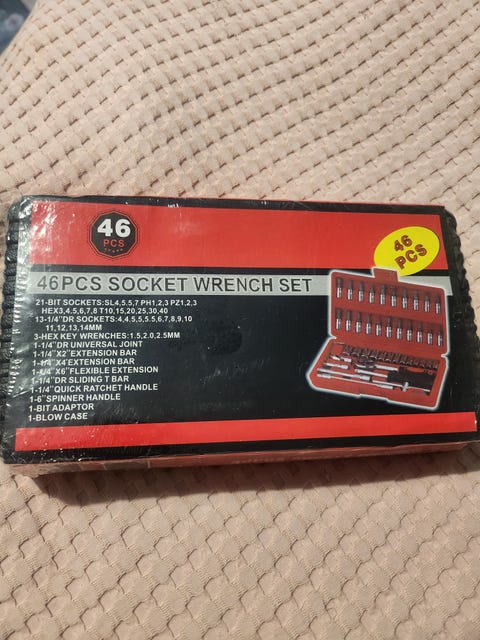 46
PCS
46
PCS
46PCS SOCKET WRENCH SET
21-BIT SOCKETS:SL4,5.5,7 PH1,2,3 PZ1,2,3
HEX3,4,5,6,7,8 T10,15,20,25,30,40
13-1/4"DR SOCKETS:4,4.5,5,5.5,6,7,8,9,10
11,12,13,14MM
3-HEX KEY WRENCHES:1.5,2.0,2.5MM
1-1/4"DR UNIVERSAL JOINT
1-1/4"X2"EXTENSION BAR
1-1/4"X4"EXTENSION BAR
1-1/4"X6"FLEXIBLE EXTENSION
1-1/4"DR SLIDING T BAR
1-1/4"QUICK RATCHET HANDLE
1-6"SPINNER HANDLE
1-BIT ADAPTOR
1-BLOW CASE